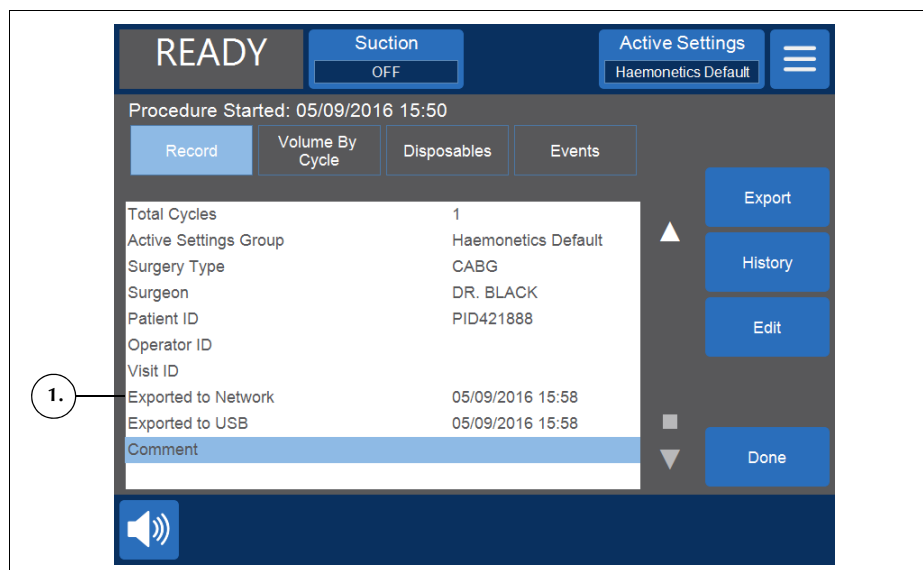 READY
Suction
OFF
Active Settings
Haemonetics Default
Procedure Started: 05/09/2016 15:50
Record
Volume By
Cycle
Disposables
Events
Total Cycles 1
Active Settings Group Haemonetics Default
Surgery Type CABG
Surgeon DR. BLACK
Patient ID PID421888
Operator ID
Visit ID
Exported to Network 05/09/2016 15:58
Exported to USB 05/09/2016 15:58
Comment
Export
History
Edit
Done
1.